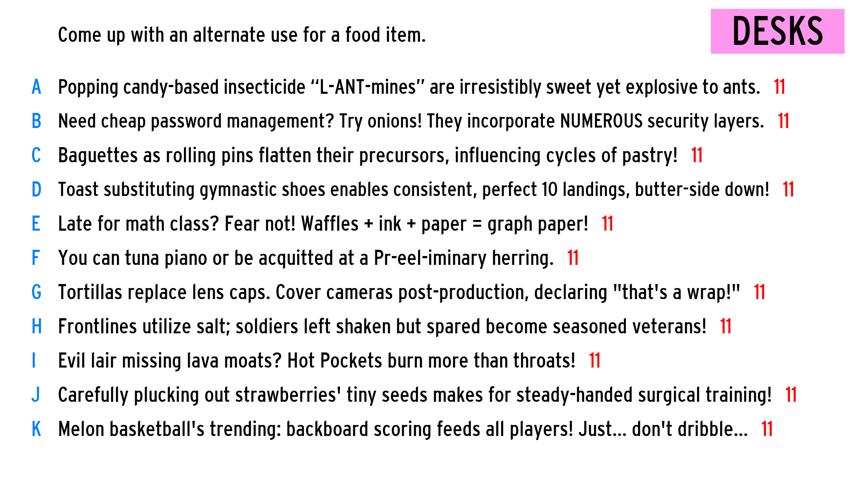 Come up with an alternate use for a food item.
DESKS
A Popping candy-based insecticide “L-ANT-mines” are irresistibly sweet yet explosive to ants. 11
B Need cheap password management? Try onions! They incorporate NUMEROUS security layers. 11
C Baguettes as rolling pins flatten their precursors, influencing cycles of pastry! 11
D Toast substituting gymnastic shoes enables consistent, perfect 10 landings, butter-side down! 11
E Late for math class? Fear not! Waffles + ink + paper = graph paper! 11
F You can tuna piano or be acquitted at a Pr-eel-iminary herring. 11
G Tortillas replace lens caps. Cover cameras post-production, declaring "that's a wrap!" 11
H Frontlines utilize salt; soldiers left shaken but spared become seasoned veterans! 11
I Evil lair missing lava moats? Hot Pockets burn more than throats! 11
J Carefully plucking out strawberries' tiny seeds makes for steady-handed surgical training! 11
K Melon basketball's trending: backboard scoring feeds all players! Just... don't dribble... 11